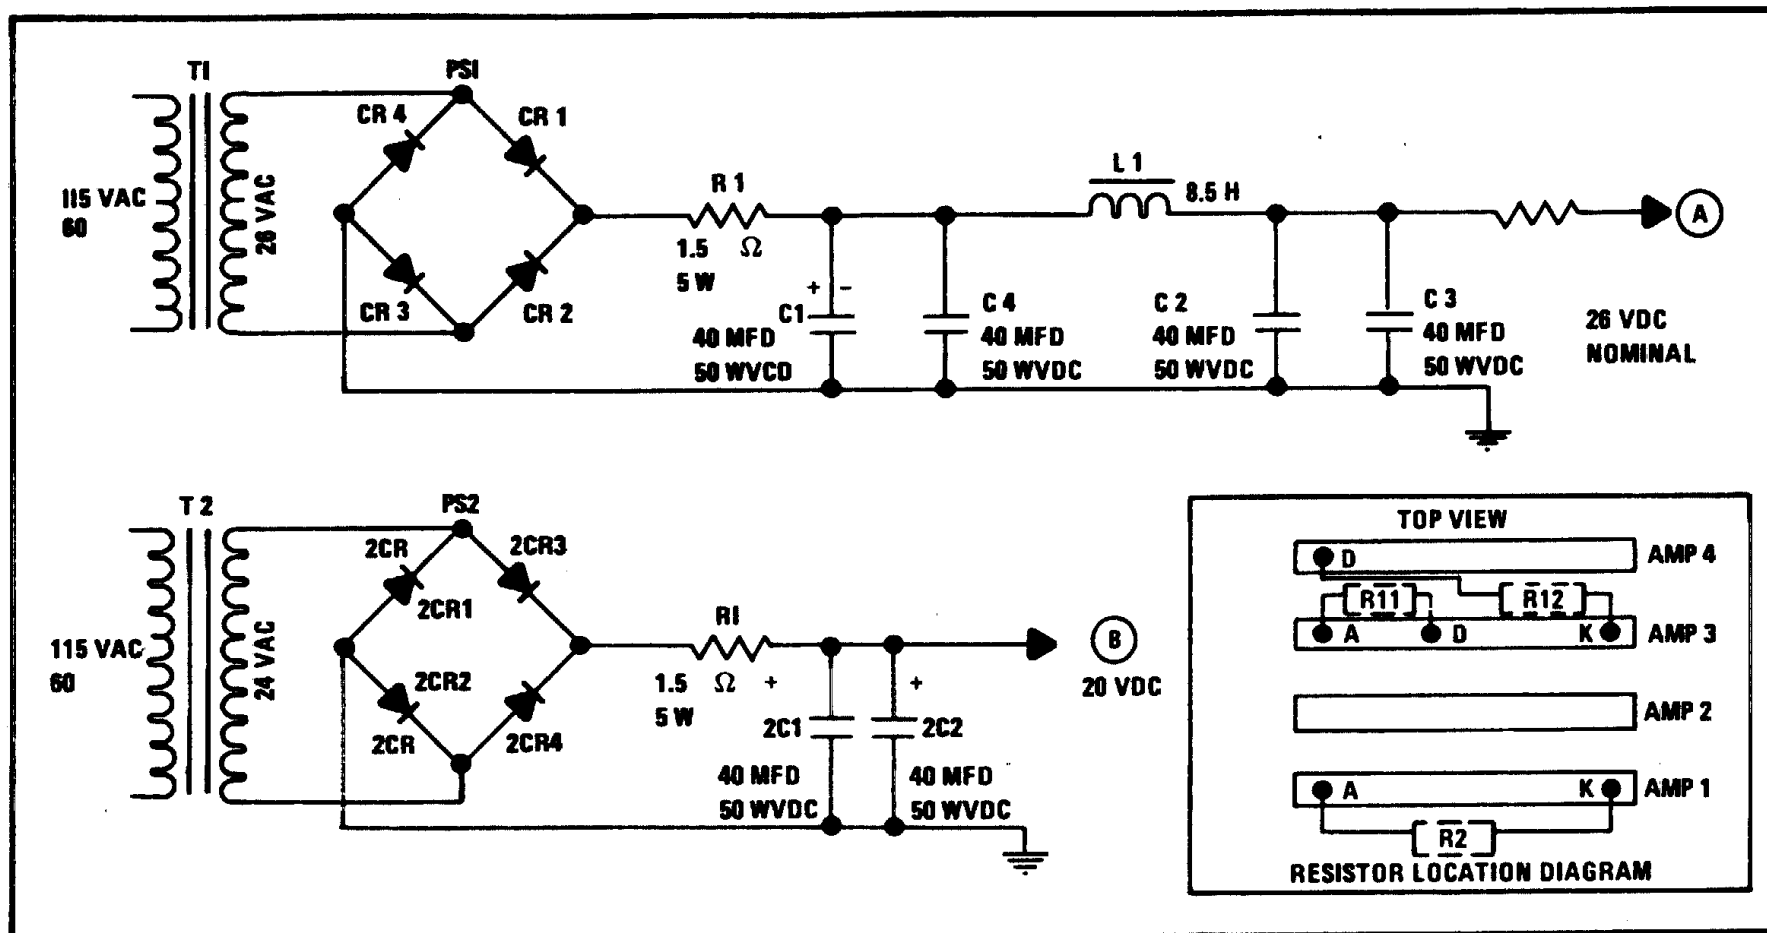 T1
PS1
CR 4
CR 1
115 VAC
60
26 VAC
CR 3
CR 2
R 1
1.5 Ω
5 W
+ -
C1
40 MFD
50 WVCD
C 4
40 MFD
50 WVDC
L 1
8.5 H
C 2
40 MFD
50 WVDC
C 3
40 MFD
50 WVDC
A
26 VDC
NOMINAL
T 2
PS2
2CR
2CR3
2CR1
115 VAC
60
24 VAC
2CR2
2CR
2CR4
R1
1.5 Ω
5 W
+
+
2C1
2C2
40 MFD
50 WVDC
40 MFD
50 WVDC
B
20 VDC
TOP VIEW
D
AMP 4
R11
R12
A
D
K
AMP 3
AMP 2
A
K
AMP 1
R2
RESISTOR LOCATION DIAGRAM